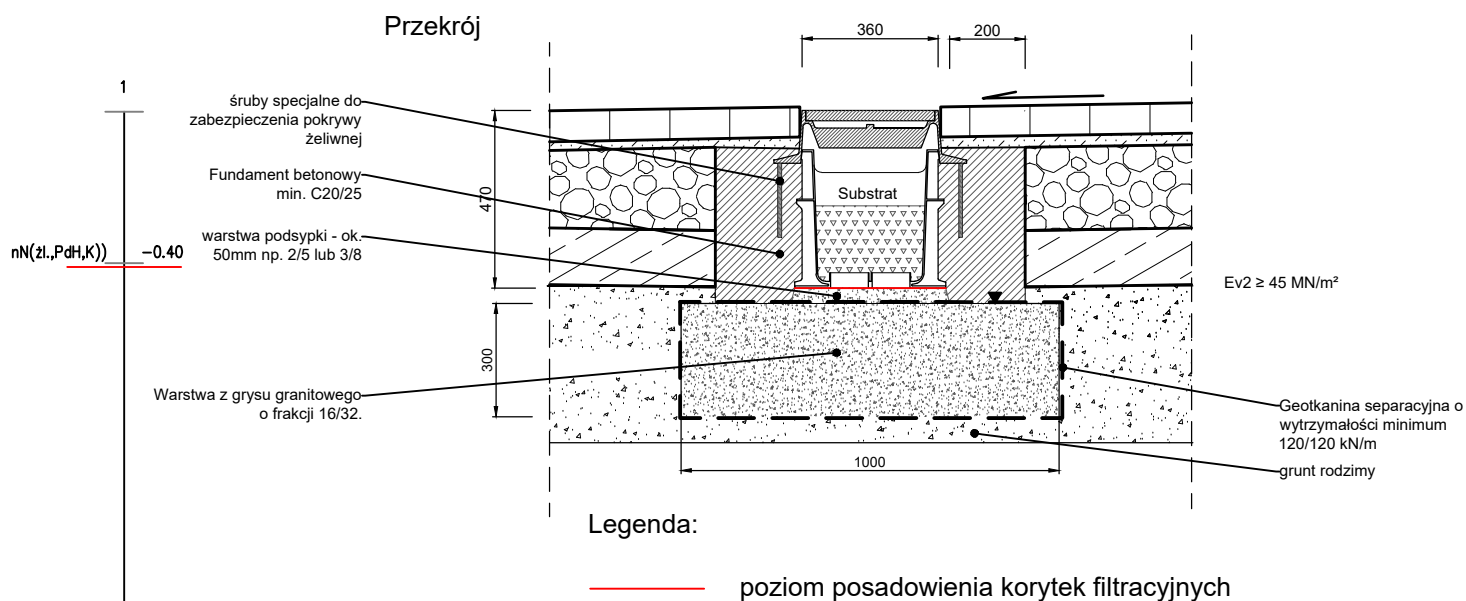 Przekrój
360
200
1
śruby specjalne do
zabezpieczenia pokrywy
żeliwnej
Fundament betonowy
min. C20/25
470
Substrat
warstwa podsypki - ok.
50mm np. 2/5 lub 3/8
nN(żl.,PdH,K))
-0.40
Ev2 ≥ 45 MN/m²
300
Warstwa z grysu granitowego
o frakcji 16/32.
Geotkanina separacyjna o
wytrzymałości minimum
120/120 kN/m
1000
grunt rodzimy
Legenda:
poziom posadowienia korytek filtracyjnych